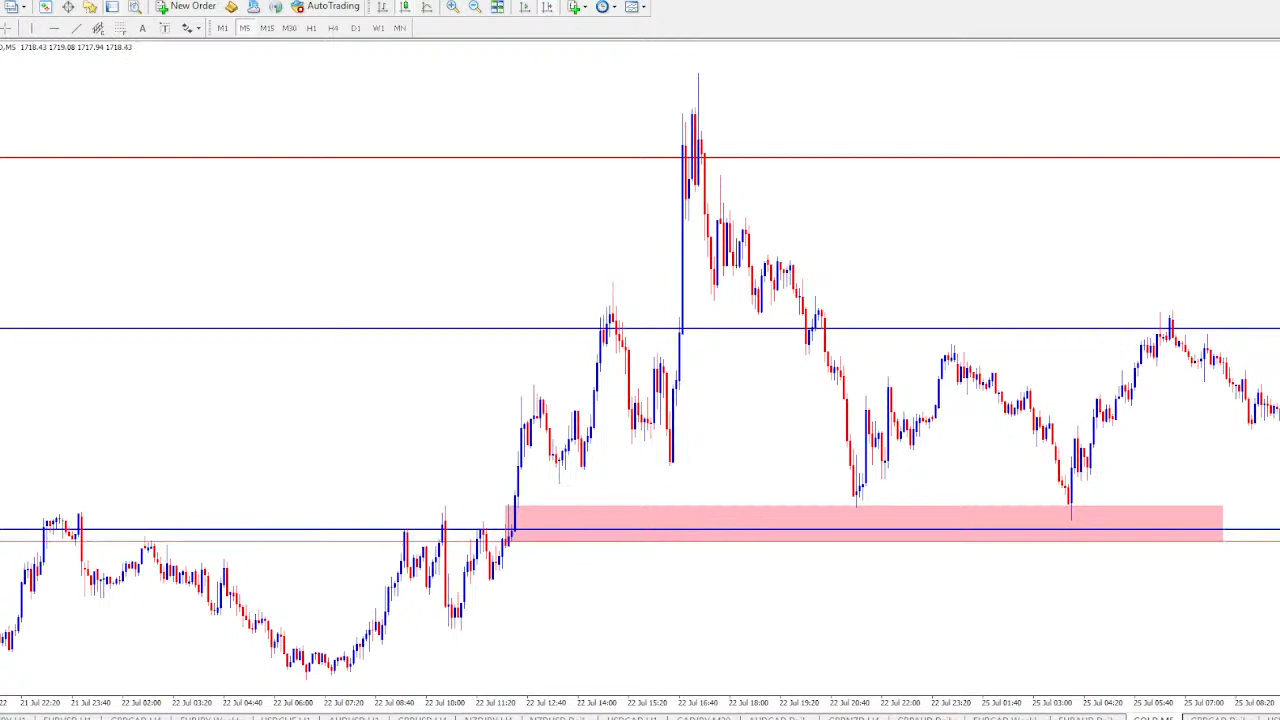 New Order AutoTrading
A T M1 M5 M15 M30 H1 H4 D1 W1 MN
,M5 1718.43 1719.08 1717.94 1718.43
22 21 Jul 22:20 21 Jul 23:40 22 Jul 02:00 22 Jul 03:20 22 Jul 04:40 22 Jul 06:00 22 Jul 07:20 22 Jul 08:40 22 Jul 10:00 22 Jul 11:20 22 Jul 12:40 22 Jul 14:00 22 Jul 15:20 22 Jul 16:40 22 Jul 18:00 22 Jul 19:20 22 Jul 20:40 22 Jul 22:00 22 Jul 23:20 25 Jul 01:40 25 Jul 03:00 25 Jul 04:20 25 Jul 05:40 25 Jul 07:00 25 Jul 08:20